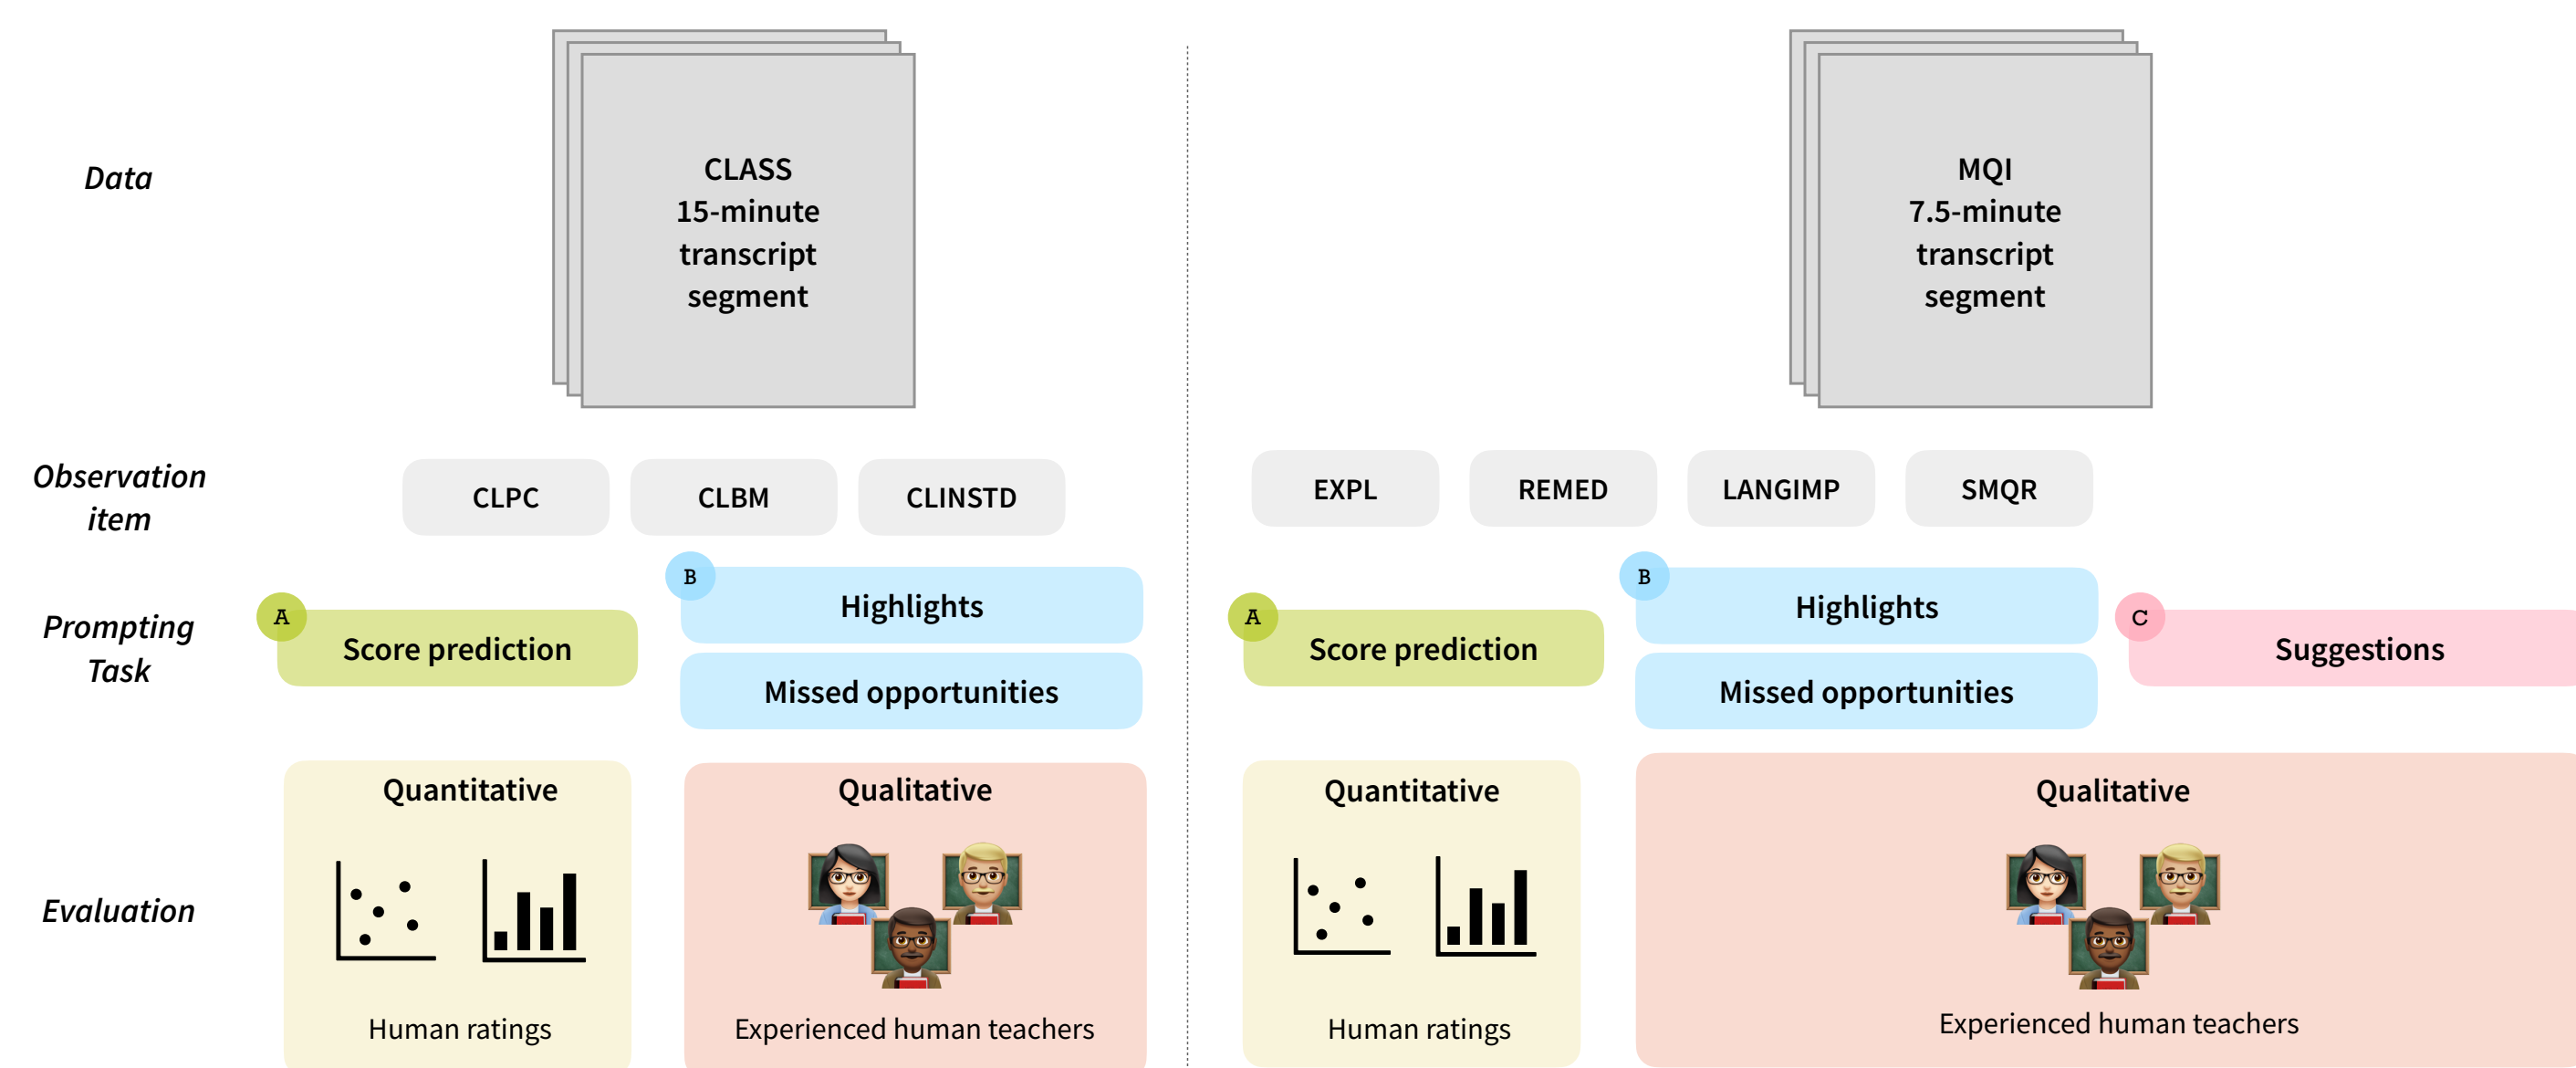 Data
CLASS
15-minute
transcript
segment
MQI
7.5-minute
transcript
segment
Observation
item
CLPC
CLBM
CLINSTD
EXPL
REMED
LANGIMP
SMQR
Prompting
Task
A
Score prediction
B
Highlights
Missed opportunities
A
Score prediction
B
Highlights
Missed opportunities
C
Suggestions
Evaluation
Quantitative
Human ratings
Qualitative
Experienced human teachers
Quantitative
Human ratings
Qualitative
Experienced human teachers